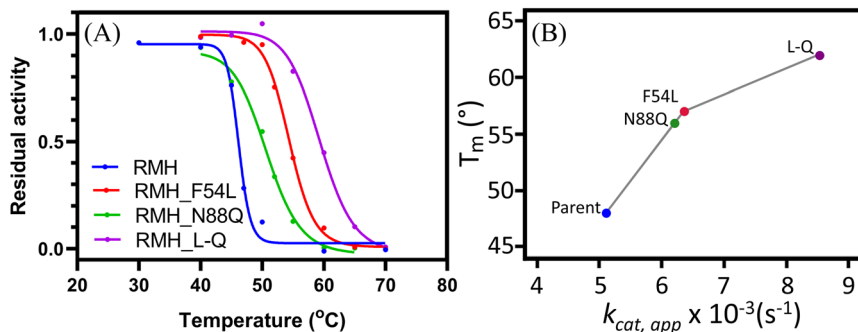 (A)
Residual activity
1.0
0.5
0.0
RMH
RMH_F54L
RMH_N88Q
RMH_L-Q
20 30 40 50 60 70 80
Temperature (°C)
(B)
Tm (°)
65
60
55
50
45
L-Q
F54L
N88Q
Parent
4 5 6 7 8 9
kcat, app x 10-3(s-1)